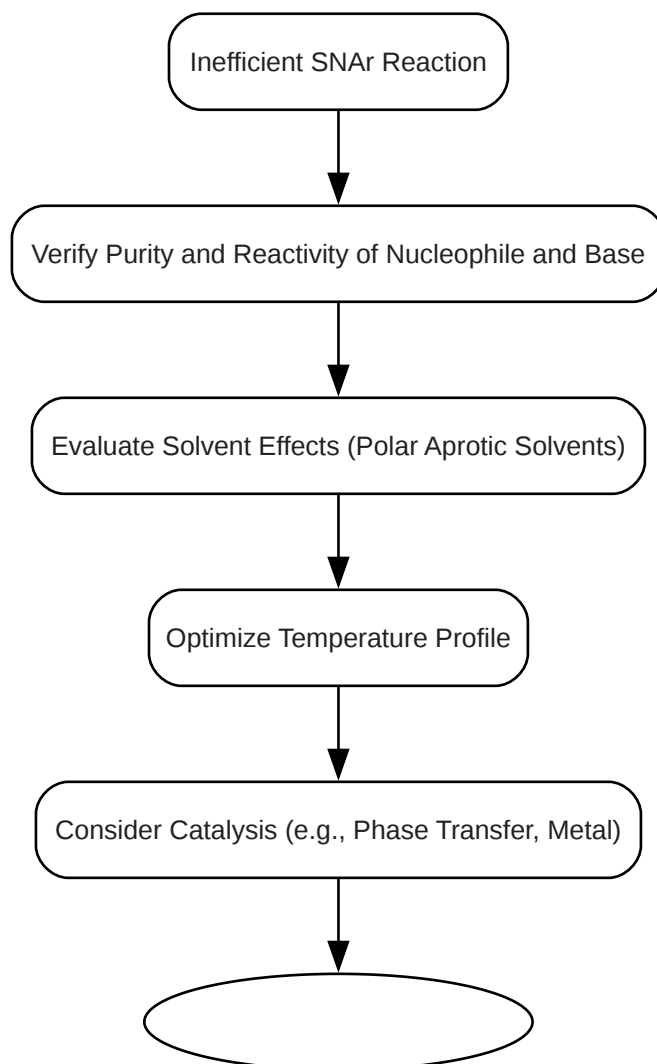 Inefficient SNAr Reaction
Verify Purity and Reactivity of Nucleophile and Base
Evaluate Solvent Effects (Polar Aprotic Solvents)
Optimize Temperature Profile
Consider Catalysis (e.g., Phase Transfer, Metal)